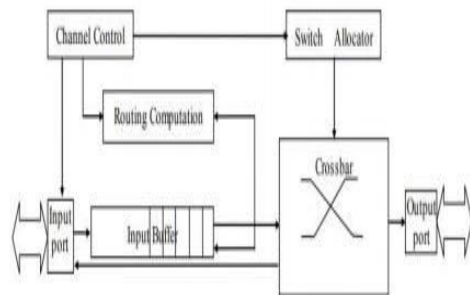 Channel Control
Switch Allocator
Routing Computation
Crossbar
Input
port
Input Buffer
Output
port